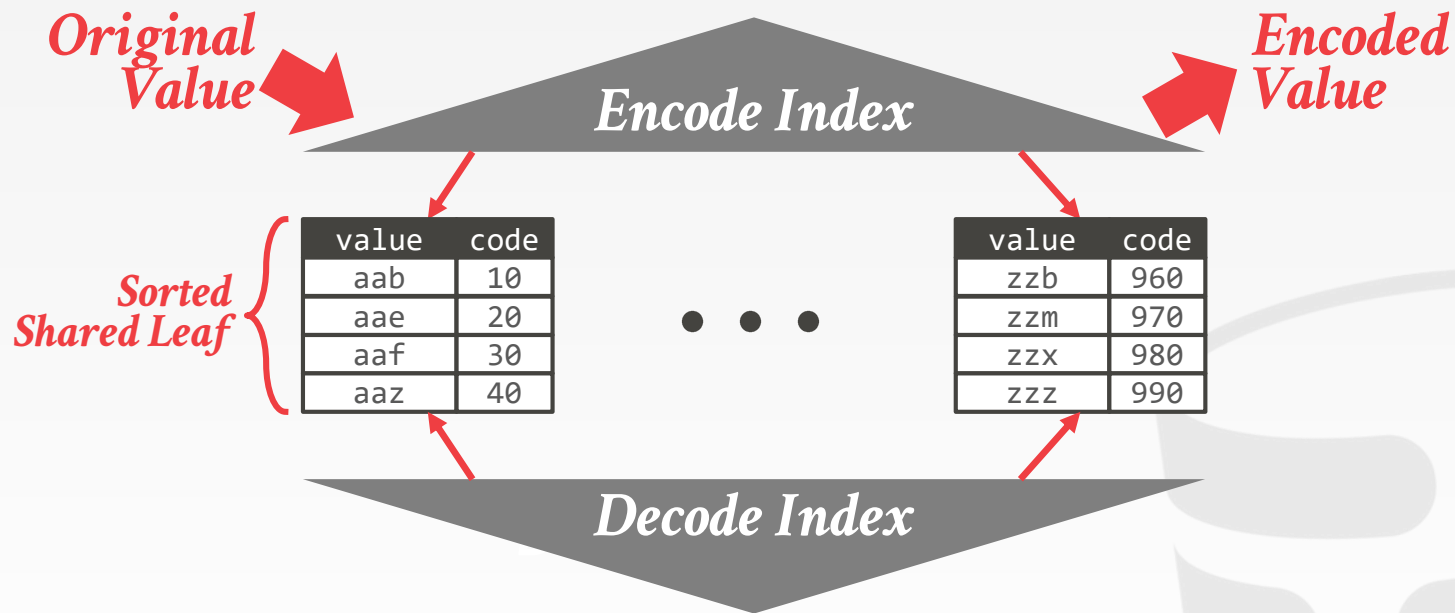 Original
Value
Encoded
Value
Encode Index
value code
aab 10
aae 20
aaf 30
aaz 40
value code
zzb 960
zzm 970
zzx 980
zzz 990
Sorted
Shared Leaf
Decode Index